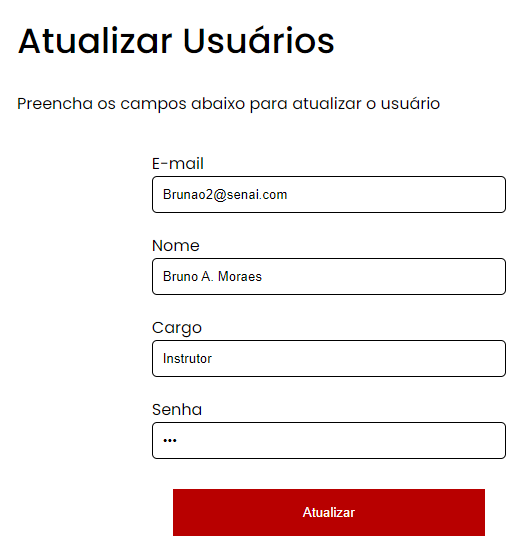 Atualizar Usuários
Preencha os campos abaixo para atualizar o usuário
E-mail
Brunao2@senai.com
Nome
Bruno A. Moraes
Cargo
Instrutor
Senha
•••
Atualizar